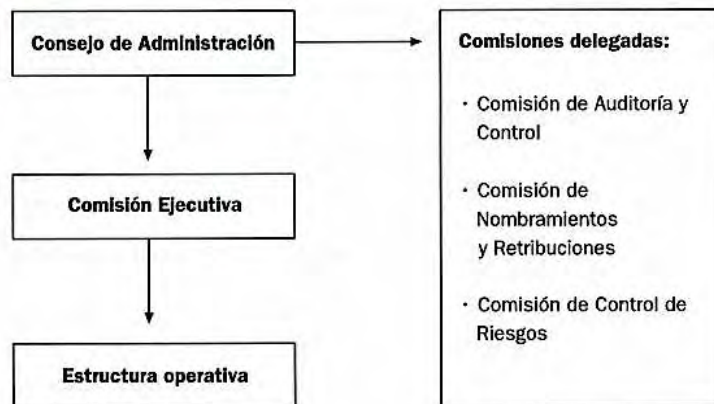 Consejo de Administración
Comisión Ejecutiva
Estructura operativa
Comisiones delegadas:
· Comisión de Auditoría y
Control
· Comisión de
Nombramientos
y Retribuciones
· Comisión de Control de
Riesgos